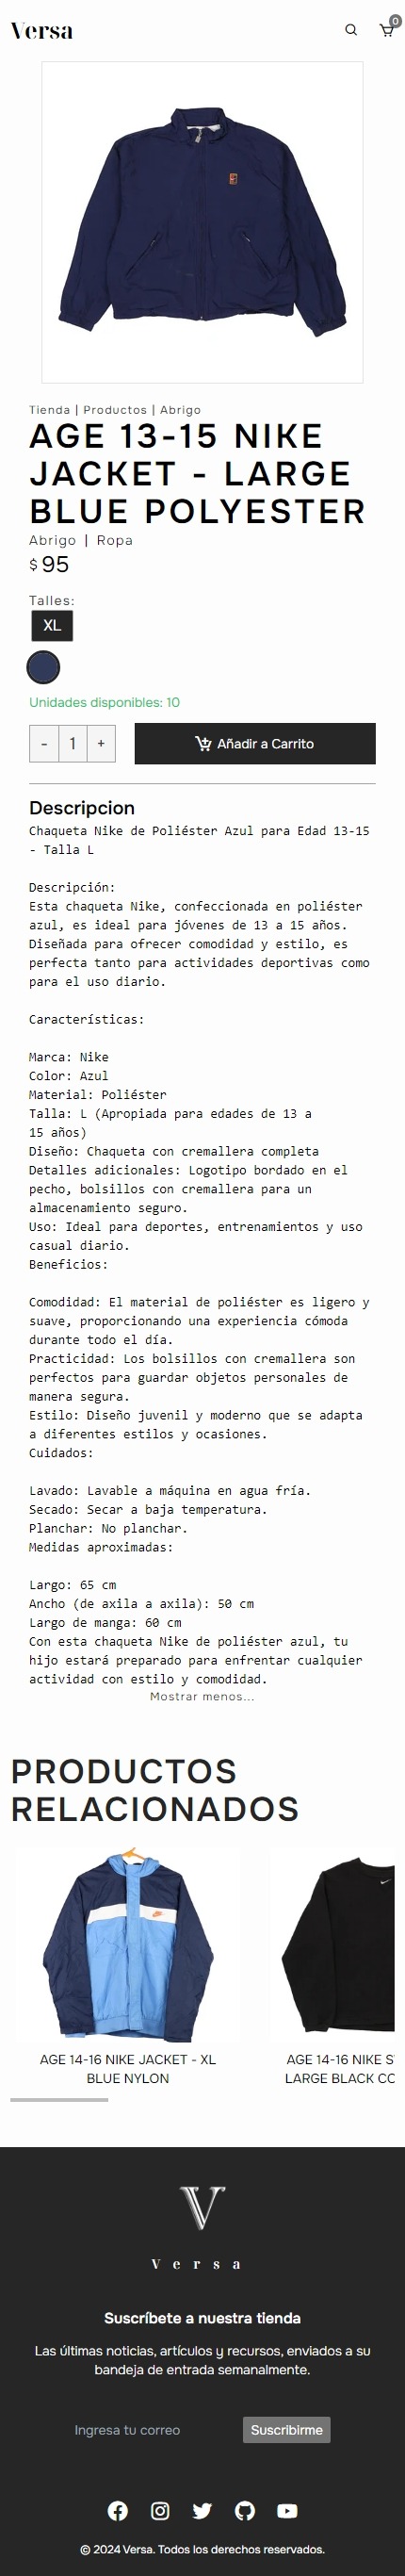 Versa
0
Tienda | Productos | Abrigo
AGE 13-15 NIKE
JACKET - LARGE
BLUE POLYESTER
Abrigo | Ropa
$ 95
Talles:
XL
Unidades disponibles: 10
- 1 +
Añadir a Carrito
Descripcion
Chaqueta Nike de Poliéster Azul para Edad 13-15
- Talla L
Descripción:
Esta chaqueta Nike, confeccionada en poliéster
azul, es ideal para jóvenes de 13 a 15 años.
Diseñada para ofrecer comodidad y estilo, es
perfecta tanto para actividades deportivas como
para el uso diario.
Características:
Marca: Nike
Color: Azul
Material: Poliéster
Talla: L (Apropiada para edades de 13 a
15 años)
Diseño: Chaqueta con cremallera completa
Detalles adicionales: Logotipo bordado en el
pecho, bolsillos con cremallera para un
almacenamiento seguro.
Uso: Ideal para deportes, entrenamientos y uso
casual diario.
Beneficios:
Comodidad: El material de poliéster es ligero y
suave, proporcionando una experiencia cómoda
durante todo el día.
Practicidad: Los bolsillos con cremallera son
perfectos para guardar objetos personales de
manera segura.
Estilo: Diseño juvenil y moderno que se adapta
a diferentes estilos y ocasiones.
Cuidados:
Lavado: Lavable a máquina en agua fría.
Secado: Secar a baja temperatura.
Planchar: No planchar.
Medidas aproximadas:
Largo: 65 cm
Ancho (de axila a axila): 50 cm
Largo de manga: 60 cm
Con esta chaqueta Nike de poliéster azul, tu
hijo estará preparado para enfrentar cualquier
actividad con estilo y comodidad.
Mostrar menos...
PRODUCTOS
RELACIONADOS
AGE 14-16 NIKE JACKET - XL
BLUE NYLON
AGE 14-16 NIKE S
LARGE BLACK CO
V
Versa
Suscríbete a nuestra tienda
Las últimas noticias, artículos y recursos, enviados a su
bandeja de entrada semanalmente.
Ingresa tu correo
Suscribirme
© 2024 Versa. Todos los derechos reservados.